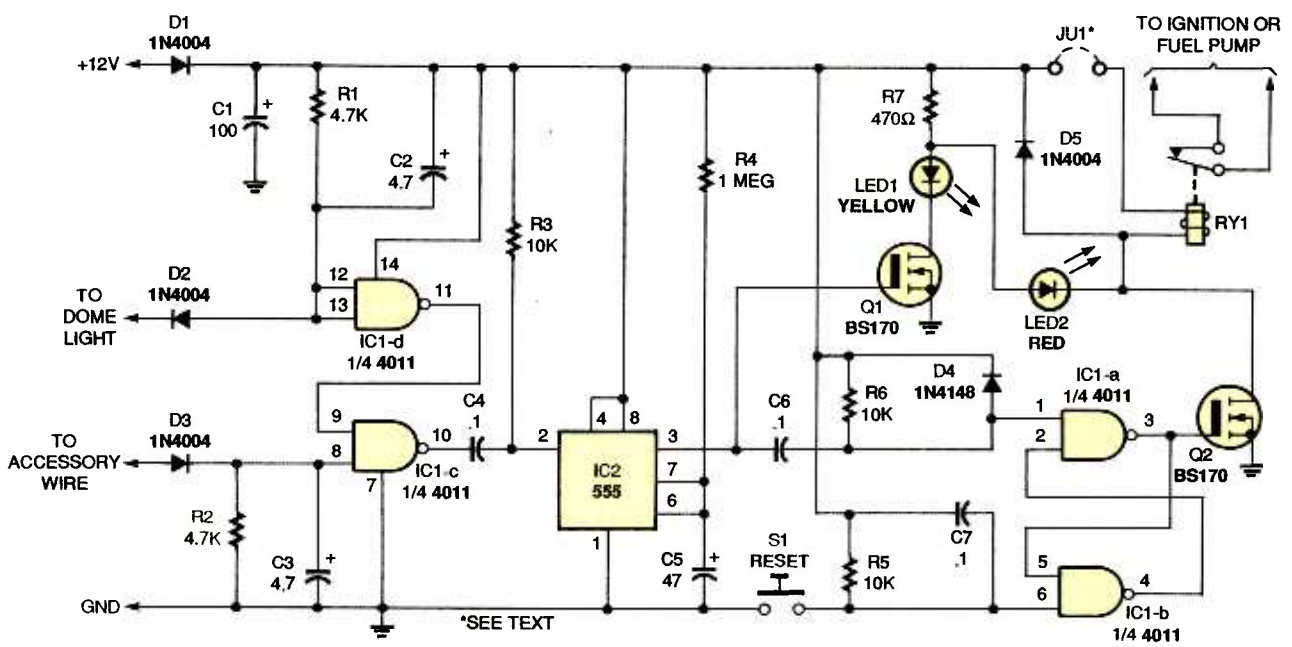 D1
1N4004
+12V
C1
100
+
R1
4.7K
C2
4.7
+
R3
10K
R4
1 MEG
R7
470Ω
LED1
YELLOW
Q1
BS170
JU1*
D5
1N4004
TO IGNITION OR
FUEL PUMP
RY1
LED2
RED
D2
1N4004
TO
DOME
LIGHT
12
13
14
11
IC1-d
1/4 4011
D3
1N4004
TO
ACCESSORY
WIRE
9
8
10
7
IC1-c
1/4 4011
C4
.1
R2
4.7K
C3
4,7
+
GND
*SEE TEXT
2
4
8
3
7
6
1
IC2
555
C5
47
+
C6
.1
R6
10K
D4
1N4148
S1
RESET
R5
10K
C7
.1
IC1-a
1/4 4011
1
2
3
Q2
BS170
5
6
4
IC1-b
1/4 4011